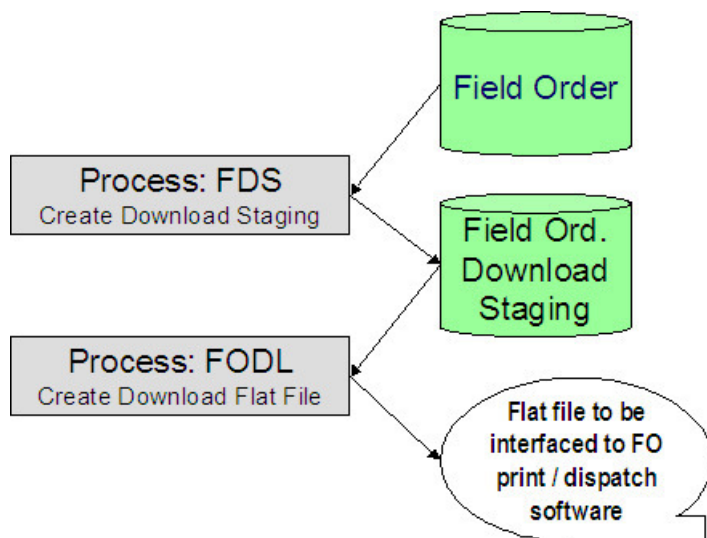 Field Order
Process: FDS
Create Download Staging
Field Ord.
Download
Staging
Process: FODL
Create Download Flat File
Flat file to be
interfaced to FO
print / dispatch
software